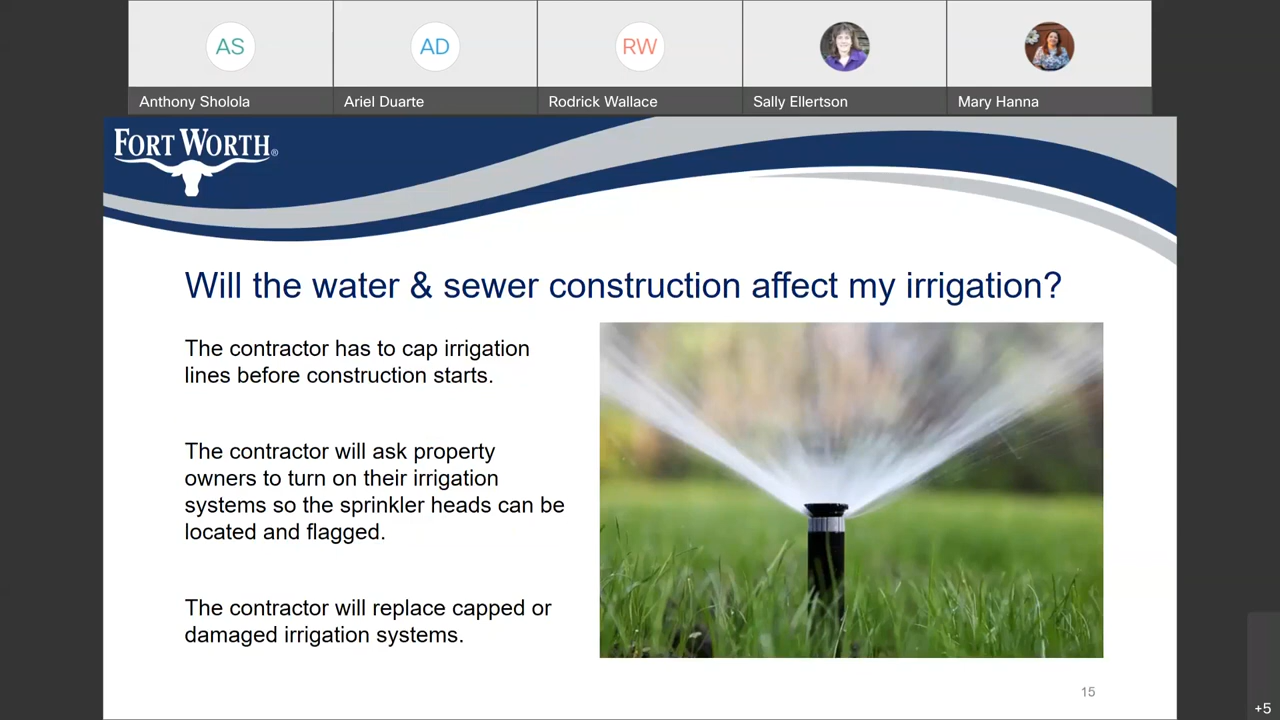 AS
AD
RW
Anthony Sholola
Ariel Duarte
Rodrick Wallace
Sally Ellertson
Mary Hanna
FORT WORTH®
Will the water & sewer construction affect my irrigation?
The contractor has to cap irrigation
lines before construction starts.
The contractor will ask property
owners to turn on their irrigation
systems so the sprinkler heads can be
located and flagged.
The contractor will replace capped or
damaged irrigation systems.
15
+5